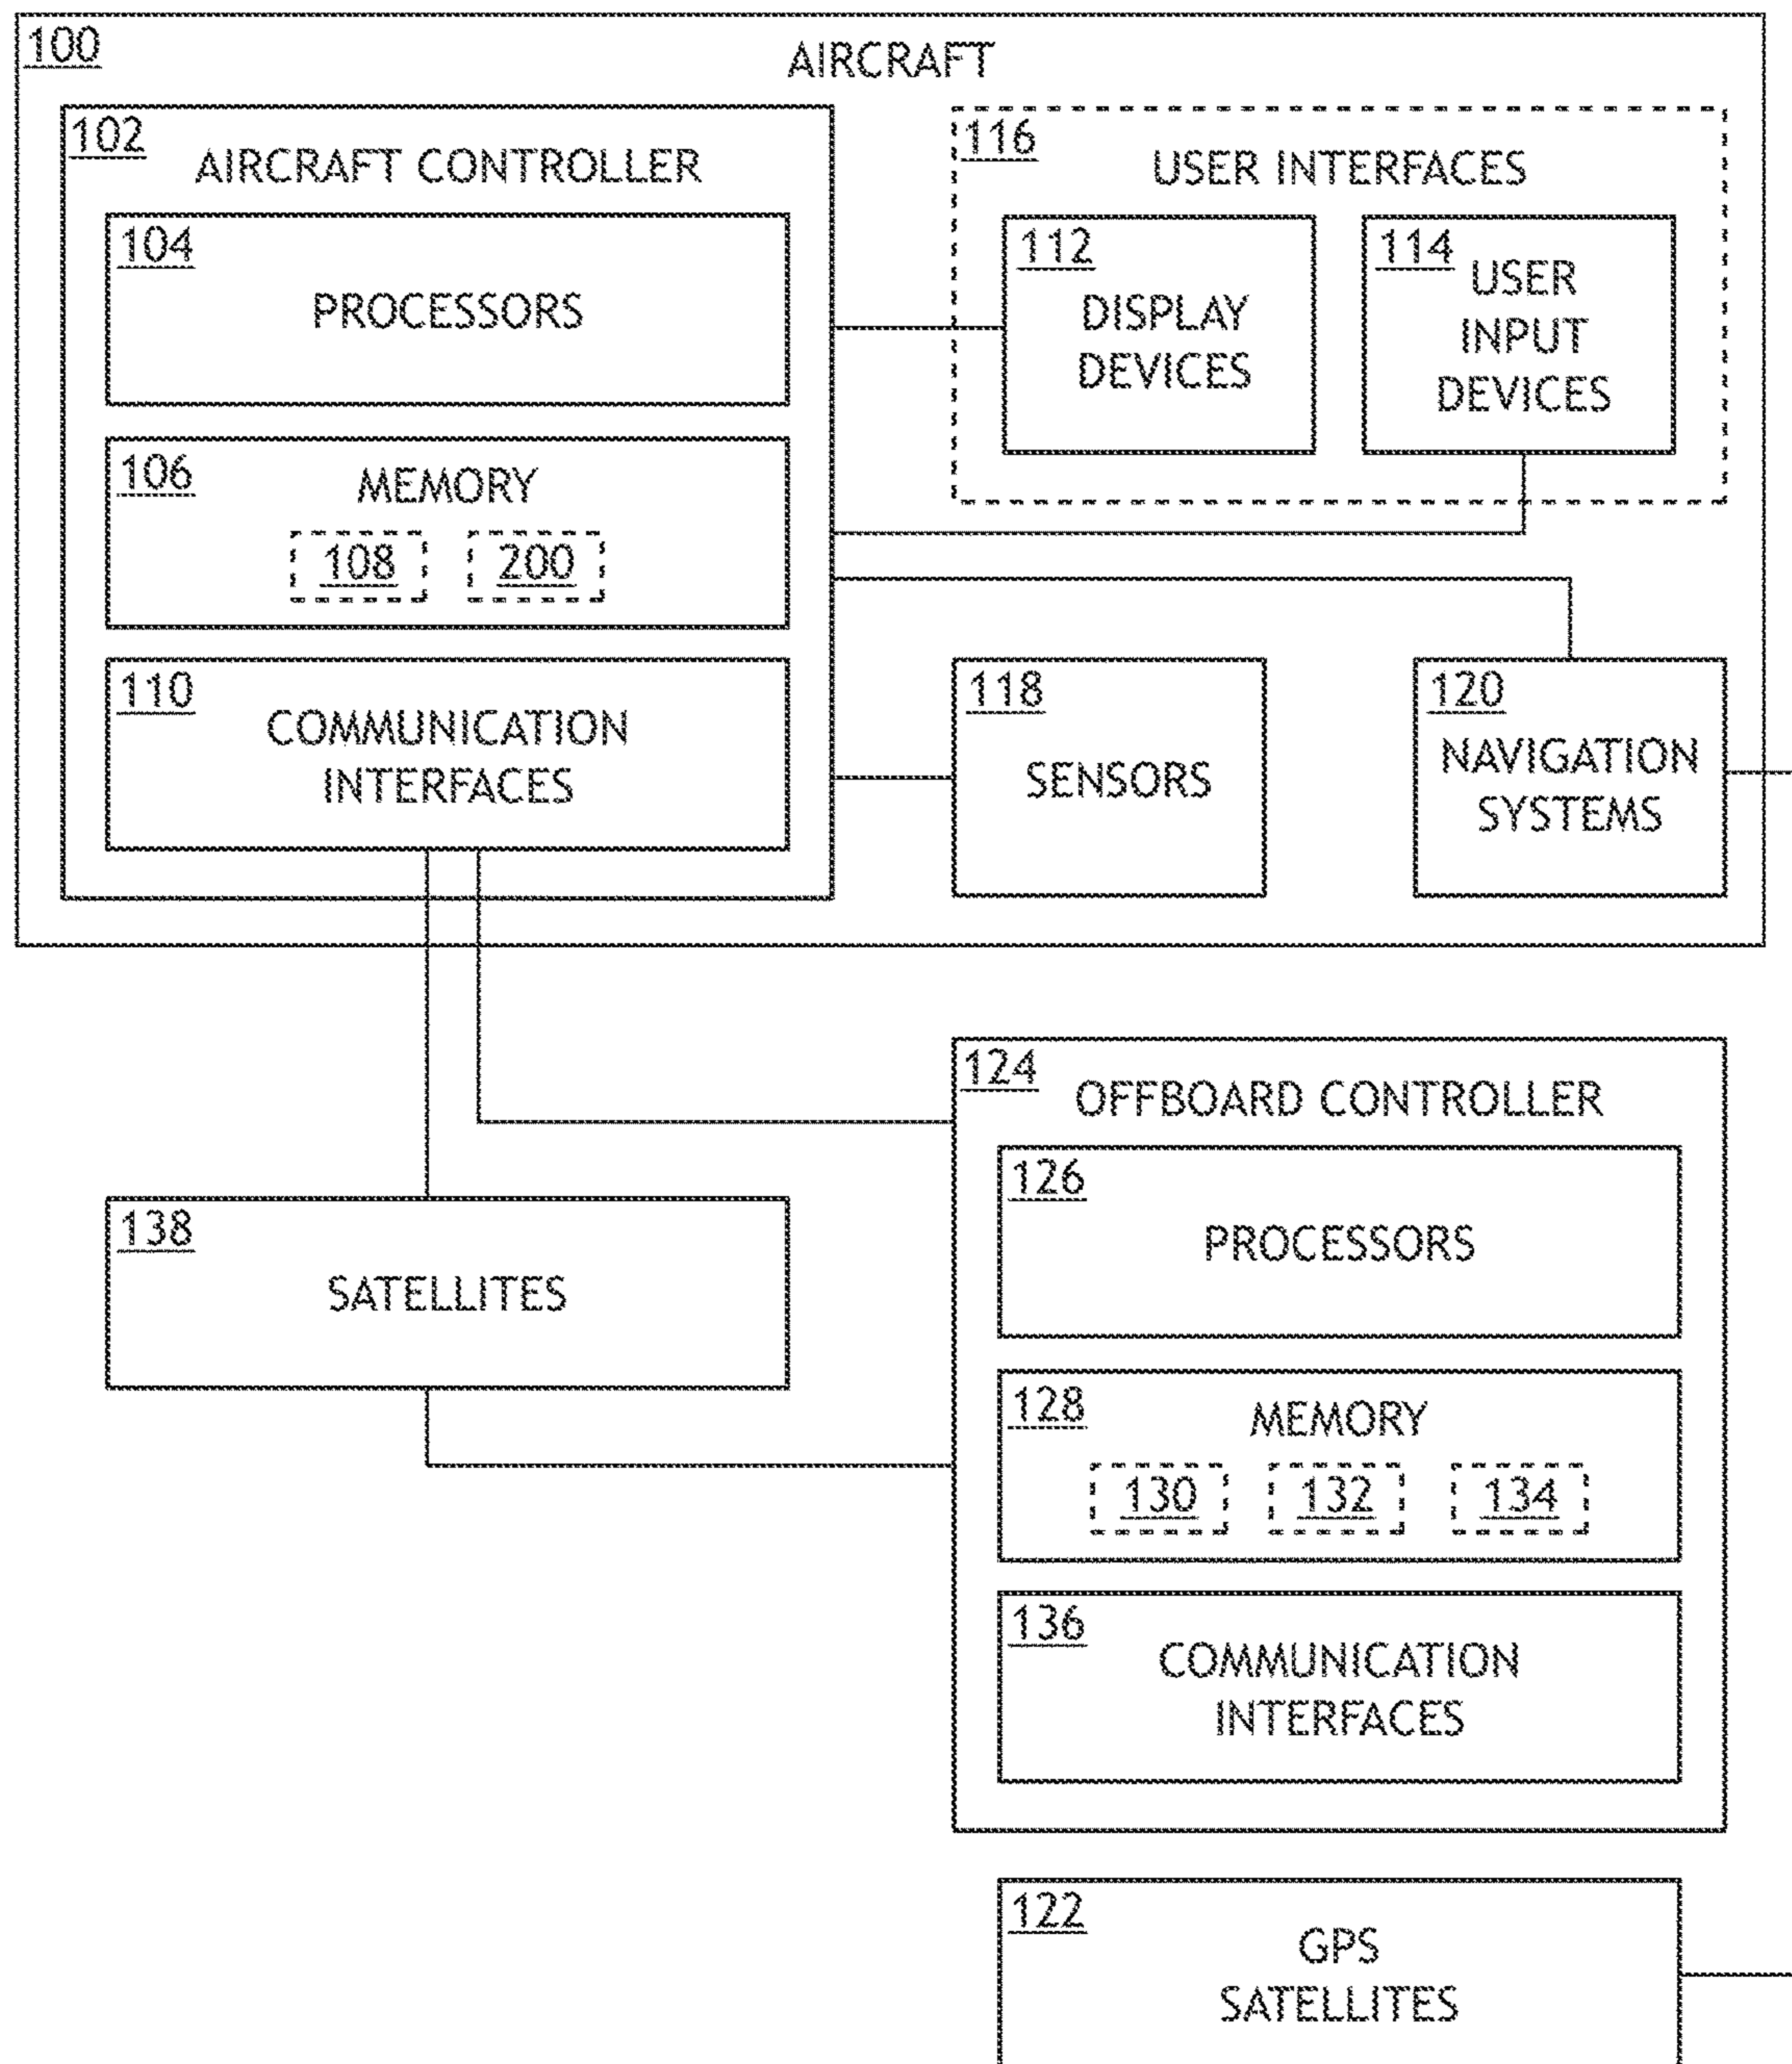 100
AIRCRAFT
102
AIRCRAFT CONTROLLER
104
PROCESSORS
106
MEMORY
108
200
110
COMMUNICATION
INTERFACES
116
USER INTERFACES
112
DISPLAY
DEVICES
114
USER
INPUT
DEVICES
118
SENSORS
120
NAVIGATION
SYSTEMS
138
SATELLITES
124
OFFBOARD CONTROLLER
126
PROCESSORS
128
MEMORY
130
132
134
136
COMMUNICATION
INTERFACES
122
GPS
SATELLITES